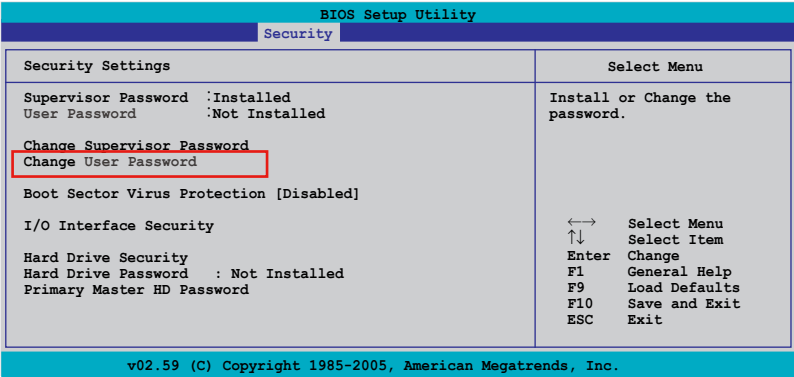 BIOS Setup Utility
Security
Security Settings
Supervisor Password :Installed
User Password :Not Installed
Change Supervisor Password
Change User Password
Boot Sector Virus Protection [Disabled]
I/O Interface Security
Hard Drive Security
Hard Drive Password : Not Installed
Primary Master HD Password
Select Menu
Install or Change the
password.
←→ Select Menu
↑↓ Select Item
Enter Change
F1 General Help
F9 Load Defaults
F10 Save and Exit
ESC Exit
v02.59 (C) Copyright 1985-2005, American Megatrends, Inc.